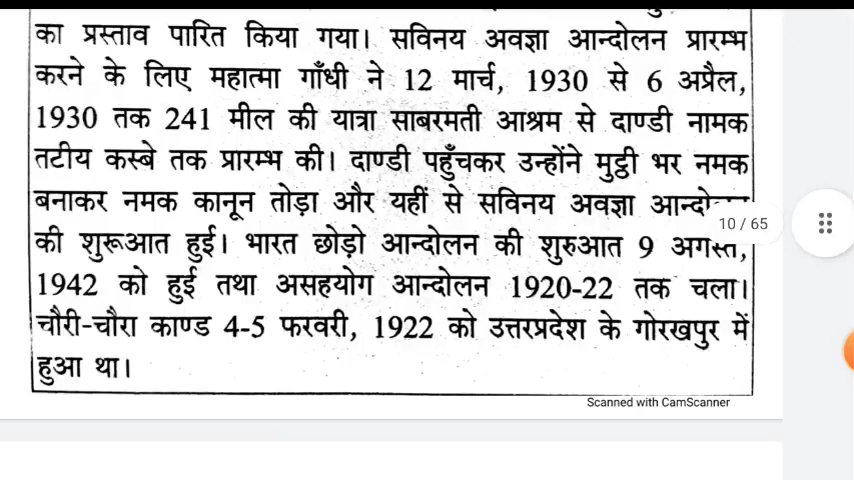 का प्रस्ताव पारित किया गया। सविनय अवज्ञा आन्दोलन प्रारम्भ
करने के लिए महात्मा गाँधी ने 12 मार्च, 1930 से 6 अप्रैल,
1930 तक 241 मील की यात्रा साबरमती आश्रम से दाण्डी नामक
तटीय कस्बे तक प्रारम्भ की। दाण्डी पहुँचकर उन्होंने मुट्ठी भर नमक
बनाकर नमक कानून तोड़ा और यहीं से सविनय अवज्ञा
10 / 65
की शुरूआत हुई। भारत छोड़ो आन्दोलन की शुरुआत 9 अगस्त,
1942 को हुई तथा असहयोग आन्दोलन 1920-22 तक चला।
चौरी-चौरा काण्ड 4-5 फरवरी, 1922 को उत्तरप्रदेश के गोरखपुर में
हुआ था।
Scanned with CamScanner